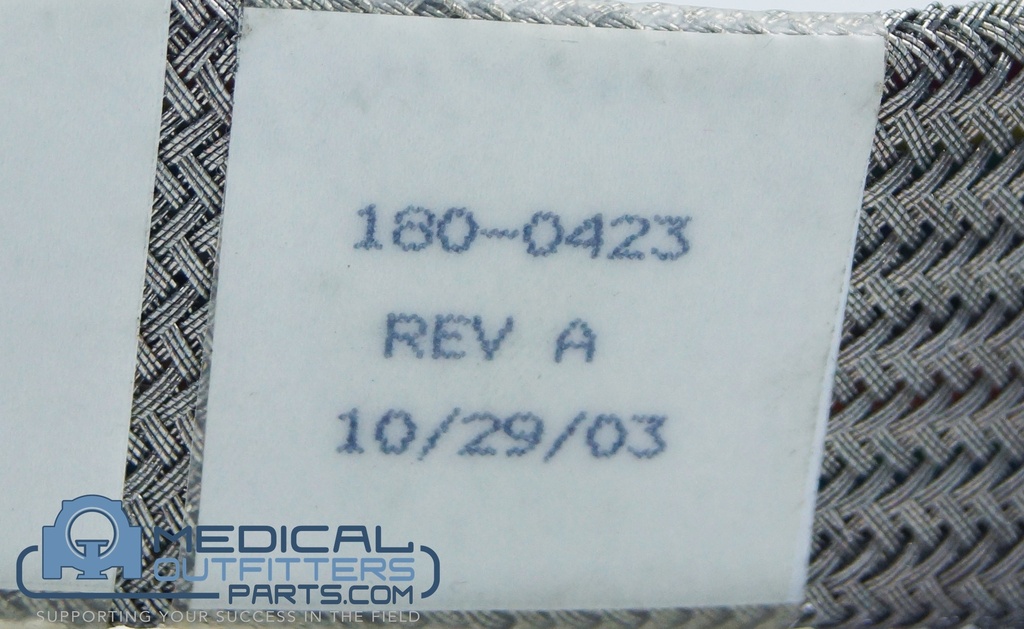 180-0423
REV A
10/29/03
MEDICAL
OUTFITTERS
PARTS.COM
SUPPORTING YOUR SUCCESS IN THE FIELD